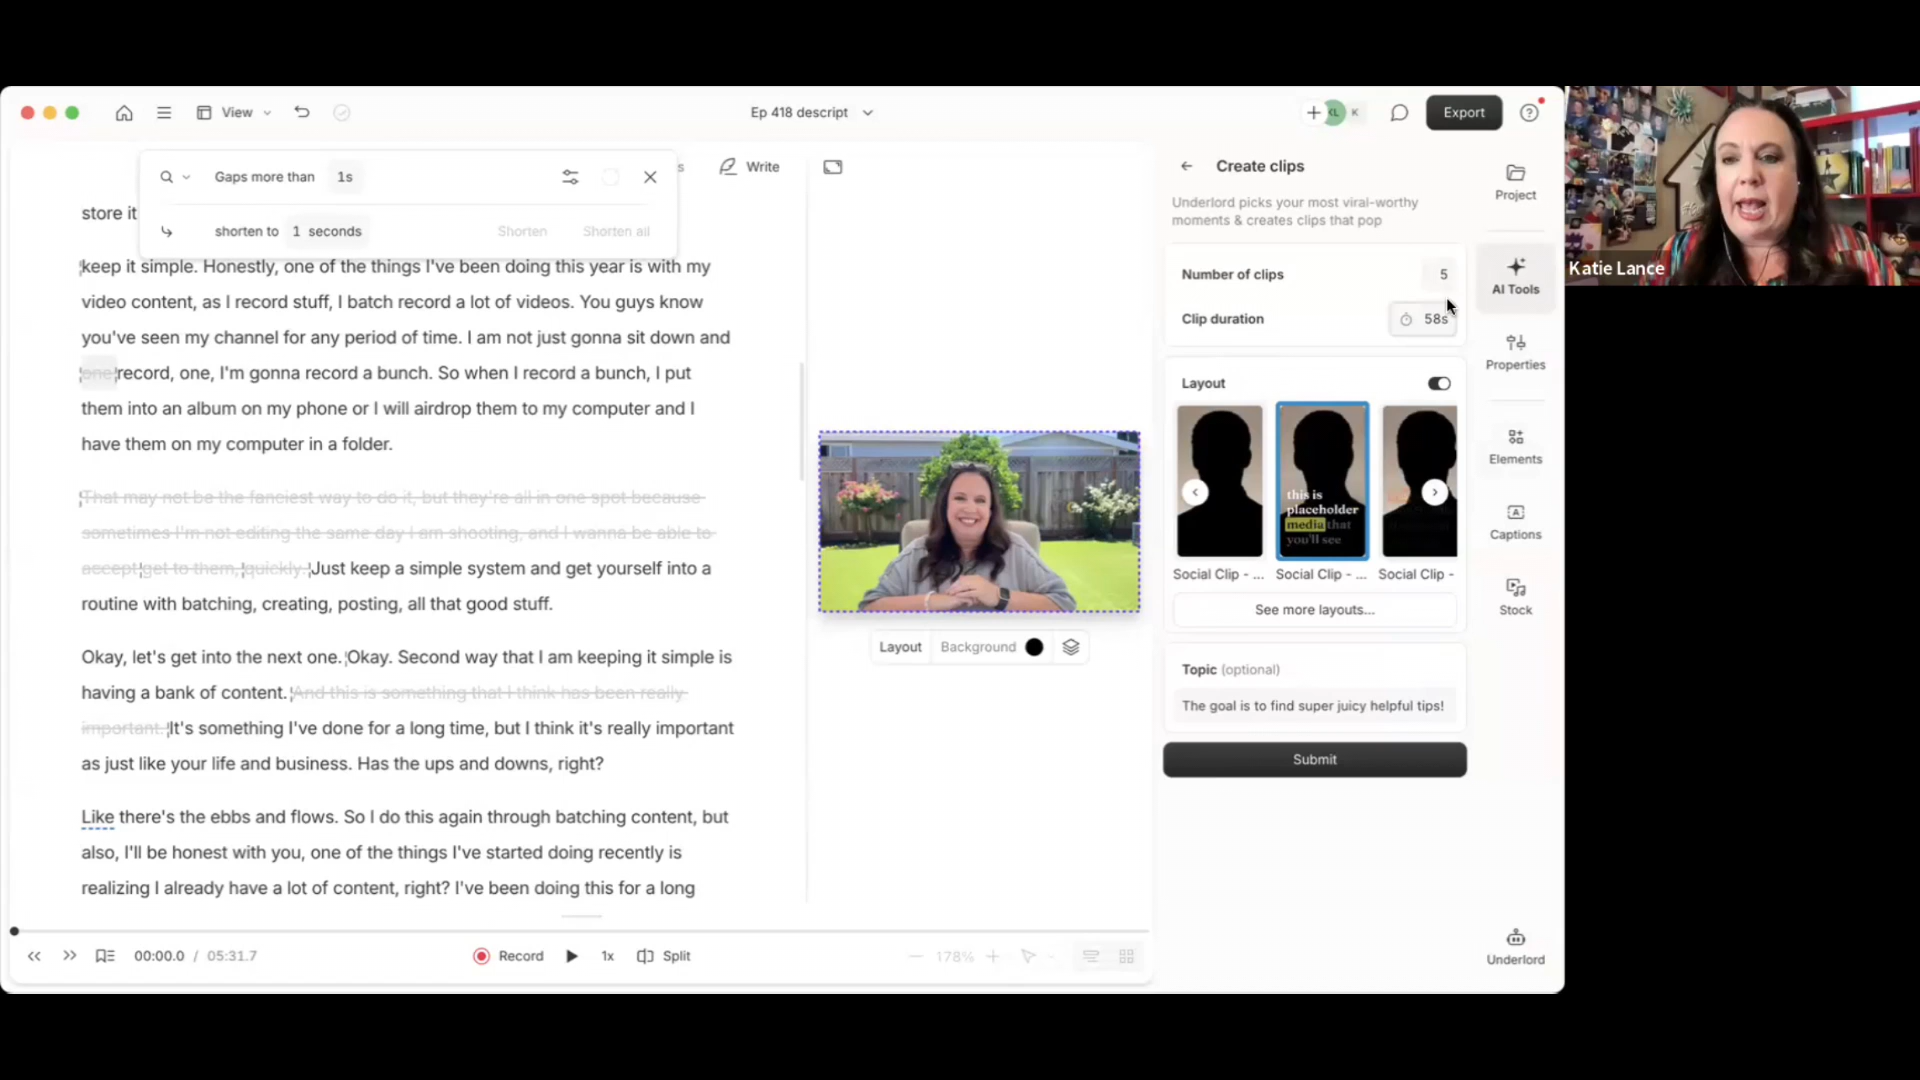 View
Ep 418 descript
KL
K
Export
Gaps more than 1s
shorten to 1 seconds
Shorten
Shorten all
Write
store it
keep it simple. Honestly, one of the things I've been doing this year is with my
video content, as I record stuff, I batch record a lot of videos. You guys know
you've seen my channel for any period of time. I am not just gonna sit down and
one record, one, I'm gonna record a bunch. So when I record a bunch, I put
them into an album on my phone or I will airdrop them to my computer and I
have them on my computer in a folder.
That may not be the fanciest way to do it, but they're all in one spot because
sometimes I'm not editing the same day I am shooting, and I wanna be able to
accept get to them, quickly. Just keep a simple system and get yourself into a
routine with batching, creating, posting, all that good stuff.
Okay, let's get into the next one. Okay. Second way that I am keeping it simple is
having a bank of content. And this is something that I think has been really
important. It's something I've done for a long time, but I think it's really important
as just like your life and business. Has the ups and downs, right?
Like there's the ebbs and flows. So I do this again through batching content, but
also, I'll be honest with you, one of the things I've started doing recently is
realizing I already have a lot of content, right? I've been doing this for a long
Layout
Background
Create clips
Underlord picks your most viral-worthy
moments & creates clips that pop
Number of clips 5
Clip duration 58s
Layout
this is
placeholder
media that
you'll see
Social Clip - ...
Social Clip - ...
Social Clip -
See more layouts...
Topic (optional)
The goal is to find super juicy helpful tips!
Submit
Project
AI Tools
Properties
Elements
Captions
Stock
Underlord
00:00.0 / 05:31.7
Record
1x
Split
178%
Katie Lance